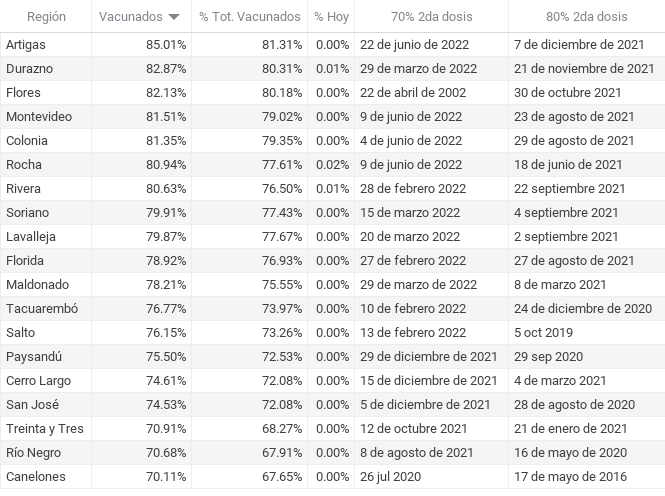 Región Vacunados % Tot. Vacunados % Hoy 70% 2da dosis 80% 2da dosis
Artigas 85.01% 81.31% 0.00% 22 de junio de 2022 7 de diciembre de 2021
Durazno 82.87% 80.31% 0.01% 29 de marzo de 2022 21 de noviembre de 2021
Flores 82.13% 80.18% 0.00% 22 de abril de 2002 30 de octubre 2021
Montevideo 81.51% 79.02% 0.00% 9 de junio de 2022 23 de agosto de 2021
Colonia 81.35% 79.35% 0.00% 4 de junio de 2022 29 de agosto de 2021
Rocha 80.94% 77.61% 0.02% 9 de junio de 2022 18 de junio de 2021
Rivera 80.63% 76.50% 0.01% 28 de febrero 2022 22 septiembre 2021
Soriano 79.91% 77.43% 0.00% 15 de marzo 2022 4 septiembre 2021
Lavalleja 79.87% 77.67% 0.00% 20 de marzo 2022 2 septiembre 2021
Florida 78.92% 76.93% 0.00% 27 de febrero 2022 27 de agosto de 2021
Maldonado 78.21% 75.55% 0.00% 29 de marzo de 2022 8 de marzo 2021
Tacuarembó 76.77% 73.97% 0.00% 10 de febrero 2022 24 de diciembre de 2020
Salto 76.15% 73.26% 0.00% 13 de febrero 2022 5 oct 2019
Paysandú 75.50% 72.53% 0.00% 29 de diciembre de 2021 29 sep 2020
Cerro Largo 74.61% 72.08% 0.00% 15 de diciembre de 2021 4 de marzo 2021
San José 74.53% 72.08% 0.00% 5 de diciembre de 2021 28 de agosto de 2020
Treinta y Tres 70.91% 68.27% 0.00% 12 de octubre 2021 21 de enero de 2021
Río Negro 70.68% 67.91% 0.00% 8 de agosto de 2021 16 de mayo de 2020
Canelones 70.11% 67.65% 0.00% 26 jul 2020 17 de mayo de 2016